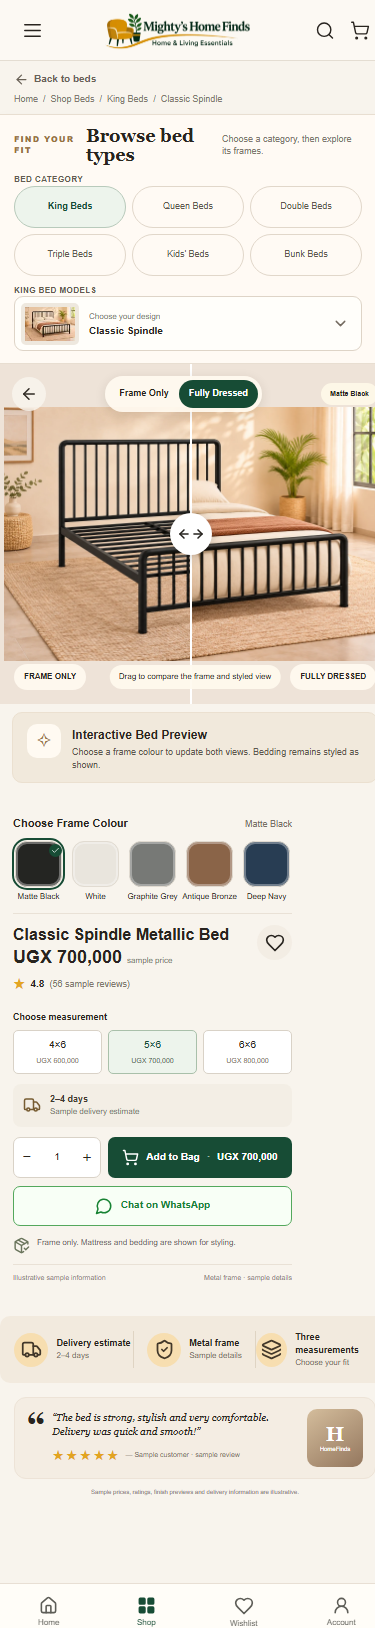 Mighty's Home Finds
Home & Living Essentials
Back to beds
Home / Shop Beds / King Beds / Classic Spindle
FIND YOUR FIT
Browse bed types
Choose a category, then explore its frames.
BED CATEGORY
King Beds
Queen Beds
Double Beds
Triple Beds
Kids' Beds
Bunk Beds
KING BED MODELS
Choose your design
Classic Spindle
Frame Only
Fully Dressed
Matte Black
FRAME ONLY
Drag to compare the frame and styled view
FULLY DRESSED
Interactive Bed Preview
Choose a frame colour to update both views. Bedding remains styled as
shown.
Choose Frame Colour
Matte Black
Matte Black
White
Graphite Grey
Antique Bronze
Deep Navy
Classic Spindle Metallic Bed
UGX 700,000 sample price
★ 4.8 (56 sample reviews)
Choose measurement
4×6
UGX 600,000
5×6
UGX 700,000
6×6
UGX 800,000
2–4 days
Sample delivery estimate
− 1 +
Add to Bag · UGX 700,000
Chat on WhatsApp
Frame only. Mattress and bedding are shown for styling.
Illustrative sample information
Metal frame · sample details
Delivery estimate
2–4 days
Metal frame
Sample details
Three
measurements
Choose your fit
“The bed is strong, stylish and very comfortable.
Delivery was quick and smooth!”
★★★★★ — Sample customer · sample review
H
HomeFinds
Sample prices, ratings, finish previews and delivery information are illustrative.
Home
Shop
Wishlist
Account